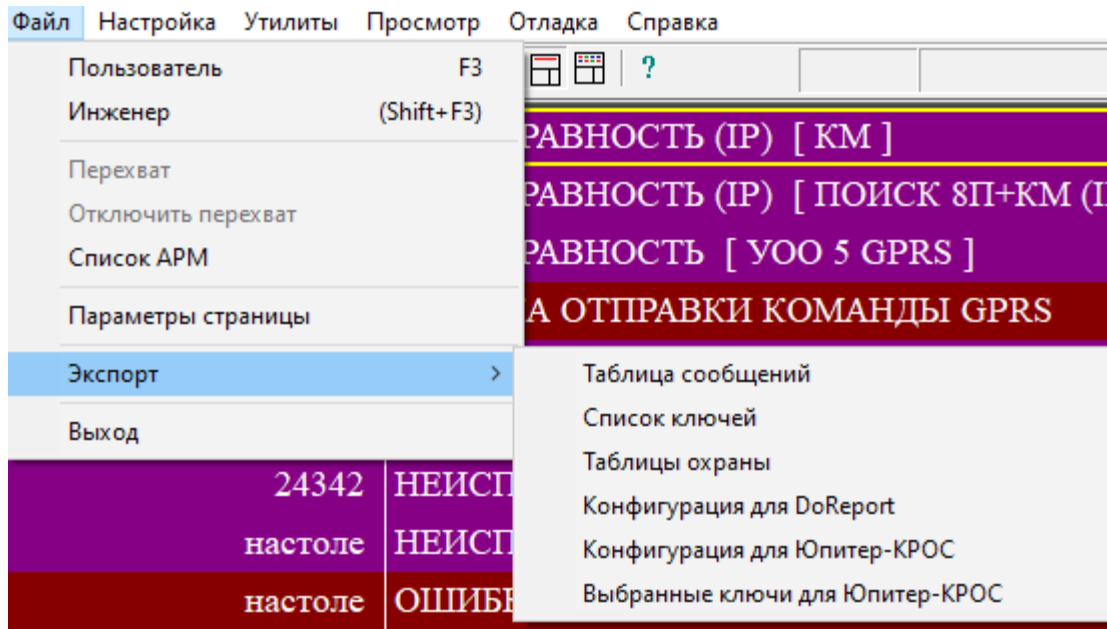 Файл Настройка Утилиты Просмотр Отладка Справка
Пользователь F3
?
Инженер (Shift+F3)
РАВНОСТЬ (IP) [ КМ ]
Перехват
РАВНОСТЬ (IP) [ ПОИСК 8П+КМ (I
Отключить перехват
Список АРМ
РАВНОСТЬ [ УОО 5 GPRS ]
Параметры страницы
А ОТПРАВКИ КОМАНДЫ GPRS
Экспорт >
Таблица сообщений
Список ключей
Выход
Таблицы охраны
24342 НЕИСП
Конфигурация для DoReport
настоле НЕИСП
Конфигурация для Юпитер-КРОС
настоле ОШИБК
Выбранные ключи для Юпитер-КРОС